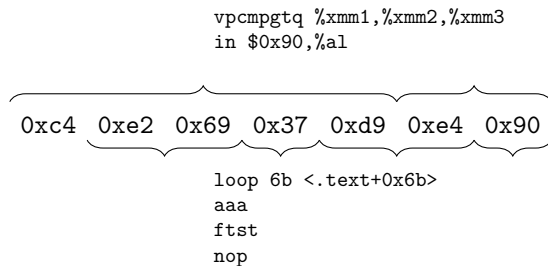 vpcmpgtq %xmm1,%xmm2,%xmm3
in $0x90,%al
0xc4 0xe2 0x69 0x37 0xd9 0xe4 0x90
loop 6b <.text+0x6b>
aaa
ftst
nop